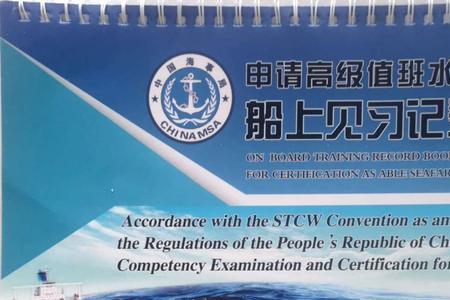 中国海事局
CHINA MSA
申请高级值班水
船上见习记
ON BOARD TRAINING RECORD BOO
FOR CERTIFICATION AS ABLE SEAFAR
Accordance with the STCW Convention as an
the Regulations of the People's Republic of Ch
Competency Examination and Certification for